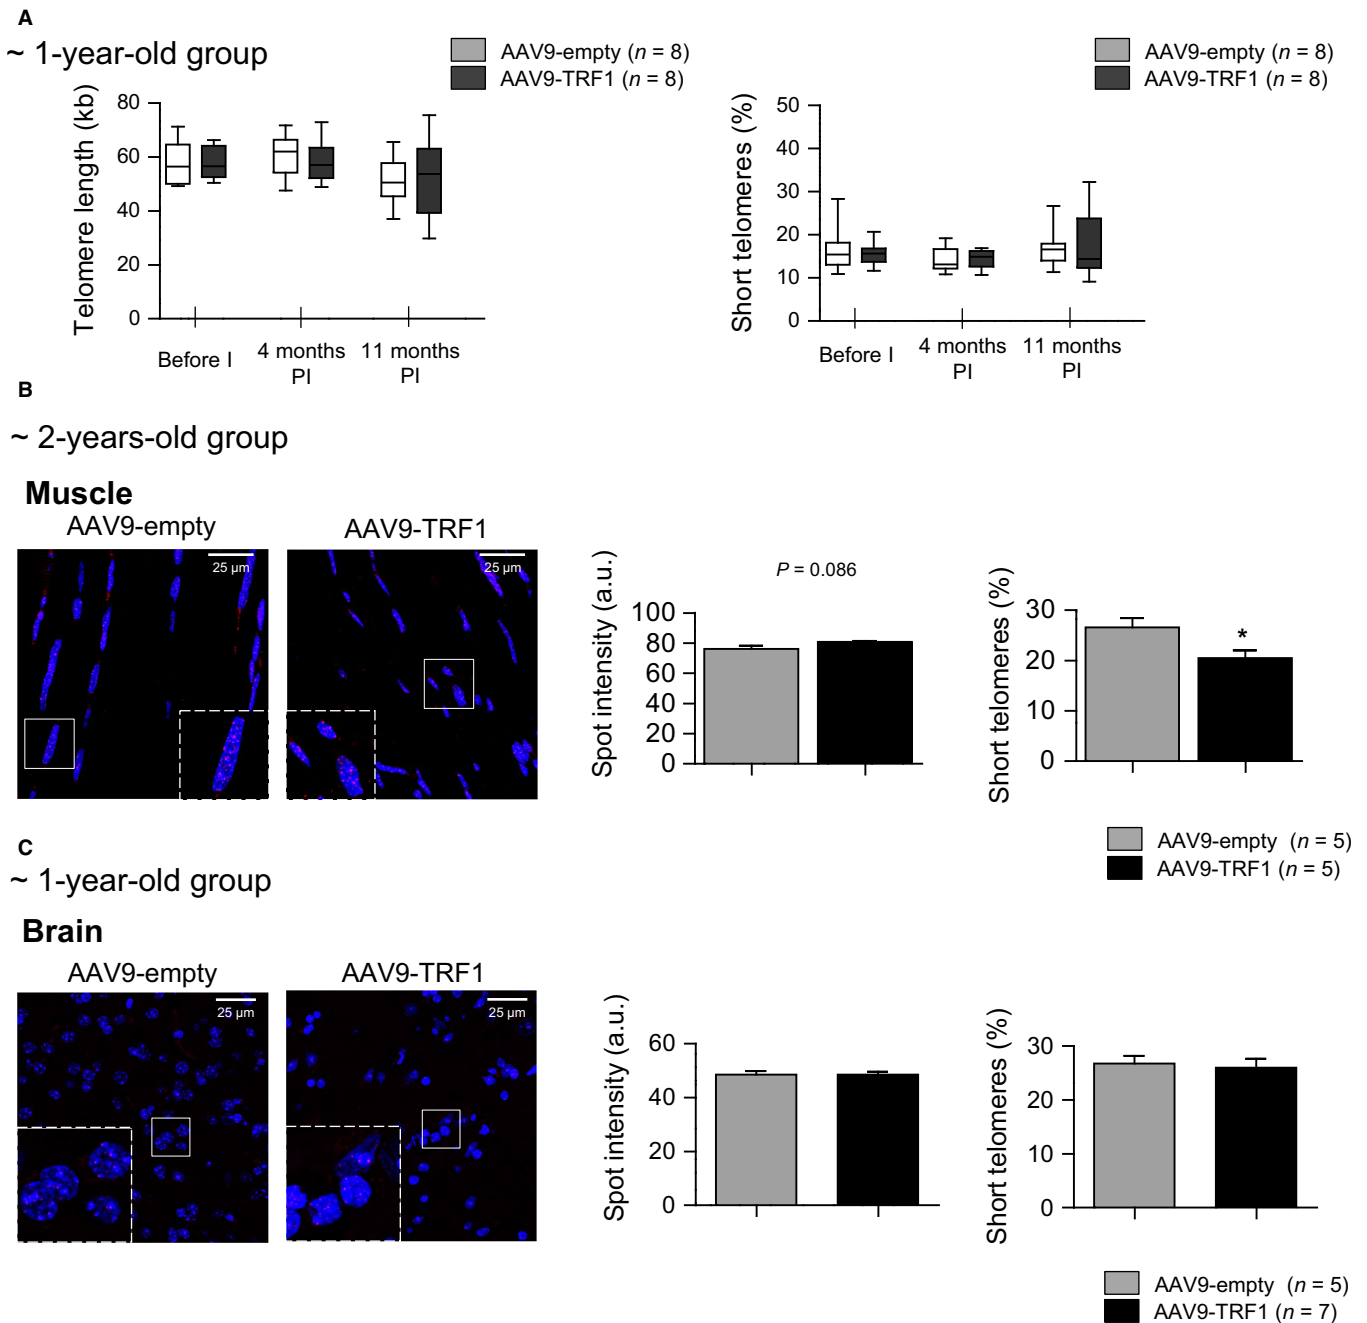 A
~ 1-year-old group
AAV9-empty (n = 8)
AAV9-TRF1 (n = 8)
Telomere length (kb)
80
60
40
20
0
Before I
4 months PI
11 months PI
AAV9-empty (n = 8)
AAV9-TRF1 (n = 8)
Short telomeres (%)
50
40
30
20
10
0
Before I
4 months PI
11 months PI
B
~ 2-years-old group
Muscle
AAV9-empty
25 µm
AAV9-TRF1
25 µm
Spot intensity (a.u.)
P = 0.086
100
80
60
40
20
0
Short telomeres (%)
30
20
10
0
*
AAV9-empty (n = 5)
AAV9-TRF1 (n = 5)
C
~ 1-year-old group
Brain
AAV9-empty
25 µm
AAV9-TRF1
25 µm
Spot intensity (a.u.)
60
40
20
0
Short telomeres (%)
30
20
10
0
AAV9-empty (n = 5)
AAV9-TRF1 (n = 7)